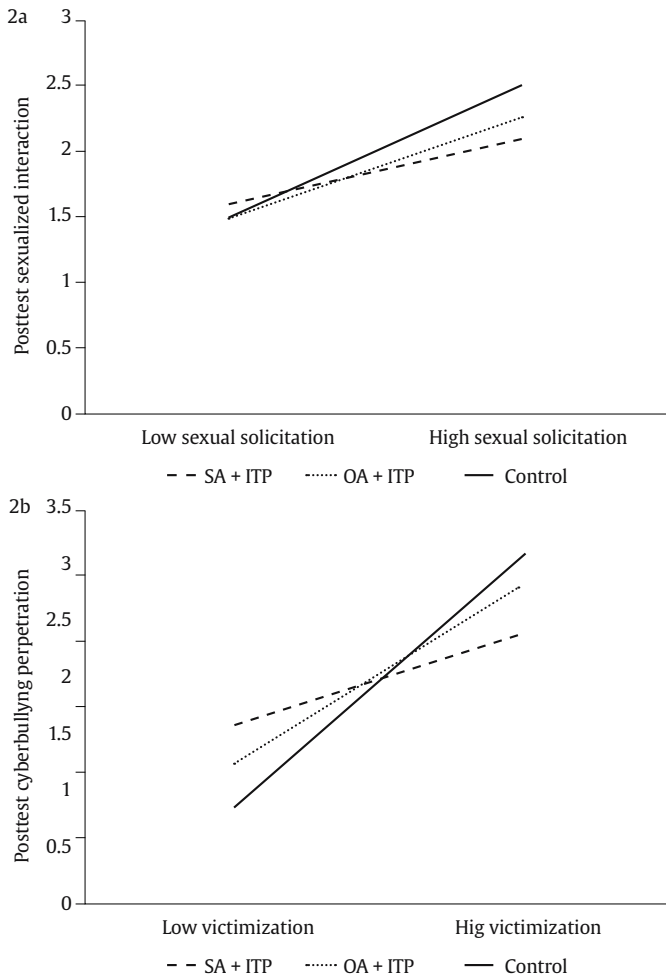 2a
3
2.5
2
1.5
1
0.5
0
Posttest sexualized interaction
Low sexual solicitation High sexual solicitation
SA + ITP OA + ITP Control
2b
3.5
3
2.5
2
1.5
1
0.5
0
Posttest cyberbullyng perpetration
Low victimization Hig victimization
SA + ITP OA + ITP Control